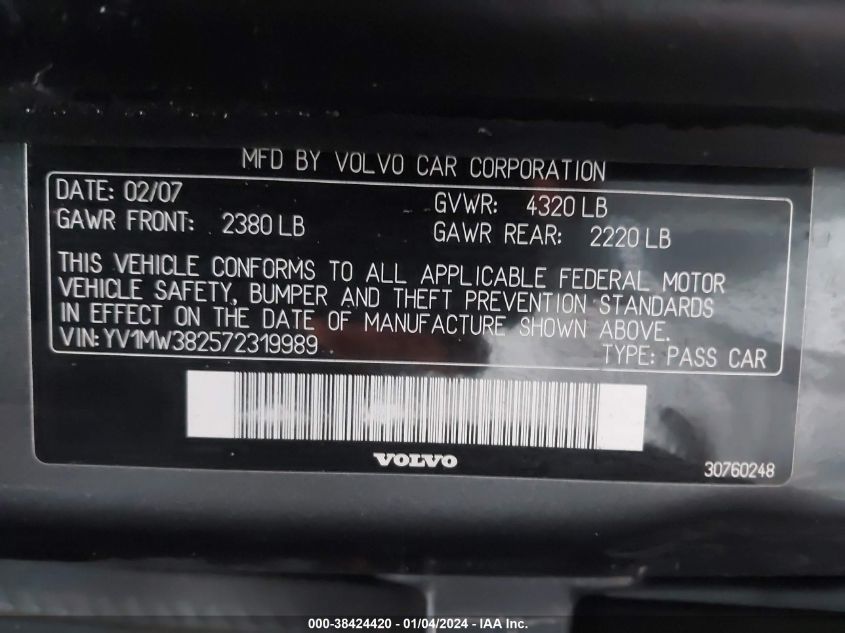 MFD BY VOLVO CAR CORPORATION
DATE: 02/07 GVWR: 4320 LB
GAWR FRONT: 2380 LB GAWR REAR: 2220 LB
THIS VEHICLE CONFORMS TO ALL APPLICABLE FEDERAL MOTOR
VEHICLE SAFETY, BUMPER AND THEFT PREVENTION STANDARDS
IN EFFECT ON THE DATE OF MANUFACTURE SHOWN ABOVE.
VIN: YV1MW382572319989 TYPE: PASS CAR
VOLVO
30760248
000-38424420 - 01/04/2024 - IAA Inc.